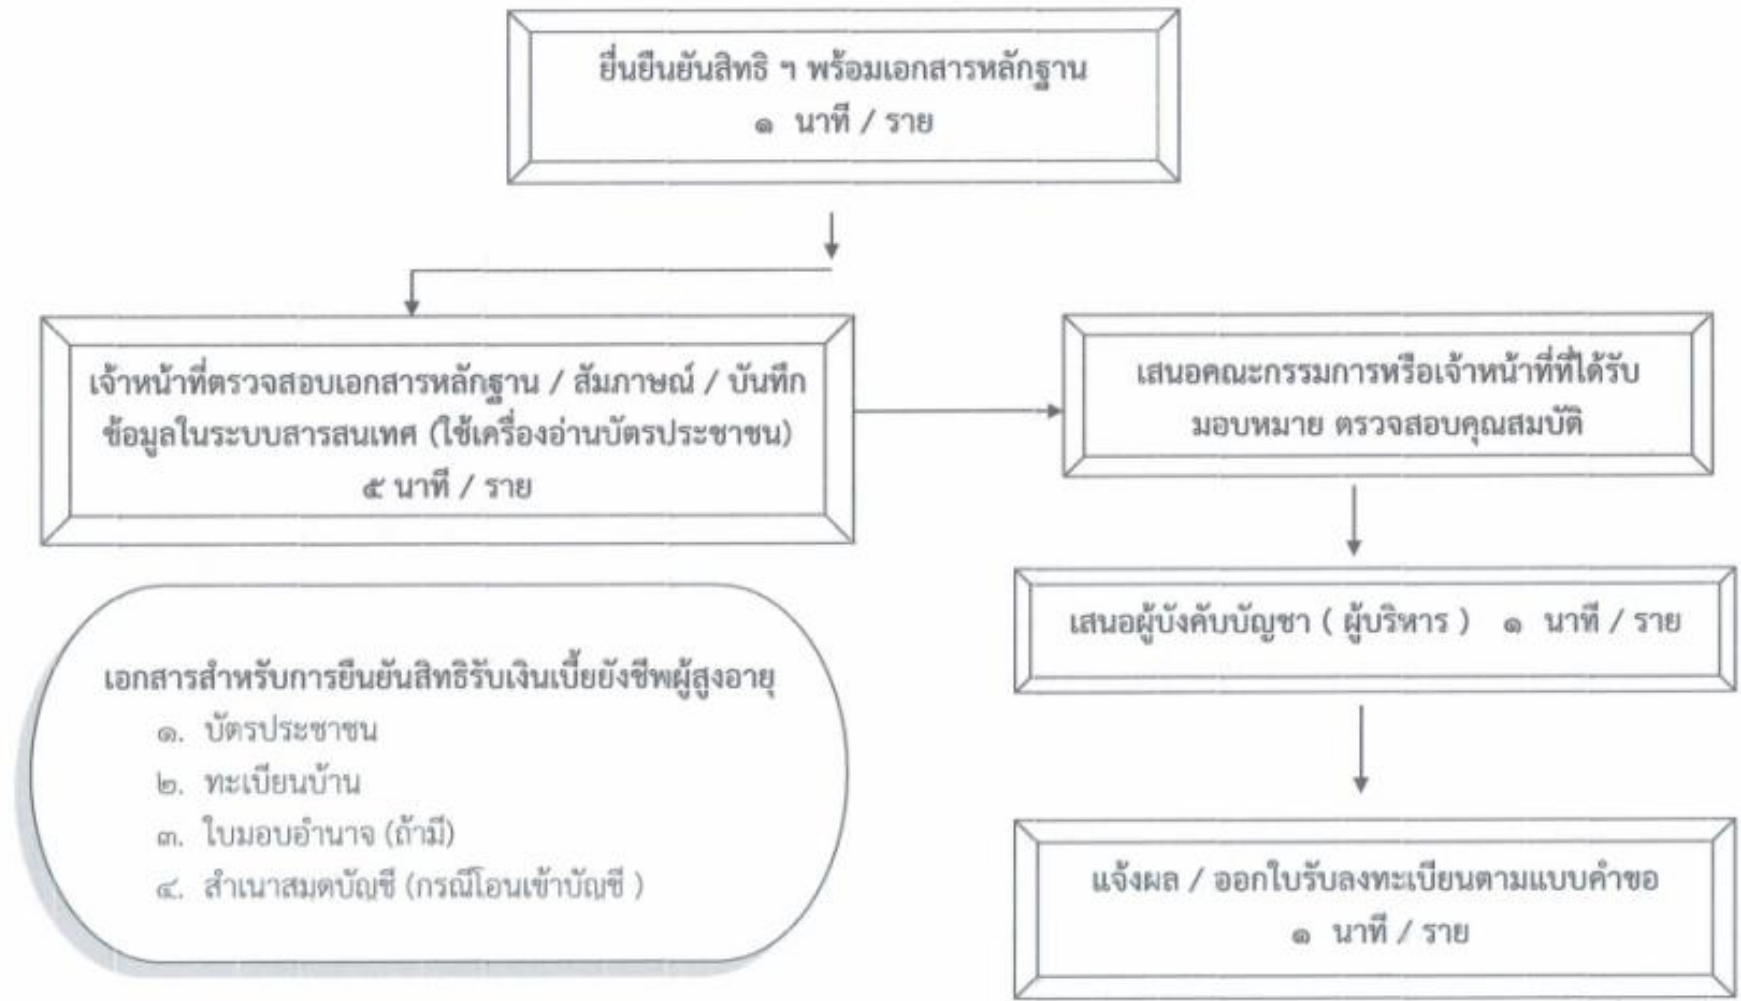 ยื่นยืนยันสิทธิ ฯ พร้อมเอกสารหลักฐาน
๑ นาที / ราย
เจ้าหน้าที่ตรวจสอบเอกสารหลักฐาน / สัมภาษณ์ / บันทึก
ข้อมูลในระบบสารสนเทศ (ใช้เครื่องอ่านบัตรประชาชน)
๕ นาที / ราย
เสนอคณะกรรมการหรือเจ้าหน้าที่ที่ได้รับ
มอบหมาย ตรวจสอบคุณสมบัติ
เสนอผู้บังคับบัญชา ( ผู้บริหาร ) ๑ นาที / ราย
แจ้งผล / ออกใบรับลงทะเบียนตามแบบคำขอ
๑ นาที / ราย
เอกสารสำหรับการยืนยันสิทธิรับเงินเบี้ยยังชีพผู้สูงอายุ
๑. บัตรประชาชน
๒. ทะเบียนบ้าน
๓. ใบมอบอำนาจ (ถ้ามี)
๔. สำเนาสมุดบัญชี (กรณีโอนเข้าบัญชี )